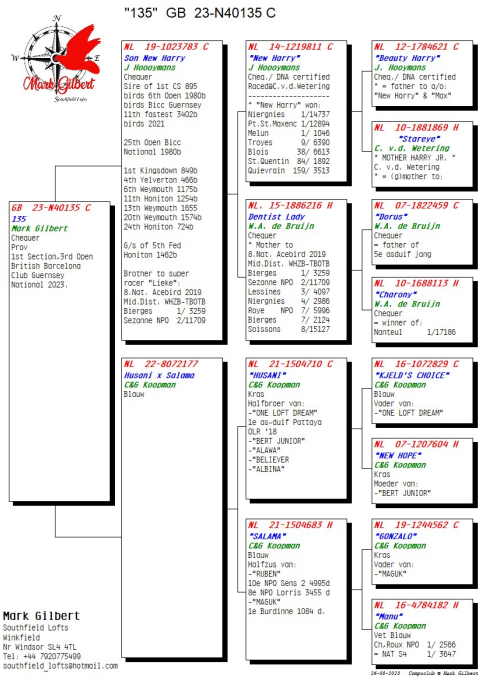 "135" GB 23-N40135 C
N
W
E
S
Mark Gilbert
Southfield Lofts
GB 23-N40135 C
135
Mark Gilbert
Chequer
Prov
1st Section,3rd Open
British Barcelona
Club Guernsey
National 2023.
NL 19-1023783 C
Son New Harry
J Hooymans
Chequer
Sire of 1st CS 895
birds 6th Open 1980b
birds Bicc Guernsey
11th fastest 3402b
birds 2021
25th Open Bicc
National 1980b
1st Kingsdown 849b
4th Yelverton 466b
6th Weymouth 1175b
11th Honiton 1254b
13th Weymouth 1655
20th Weymouth 1574b
24th Honiton 724b
G/s of 5th Fed
Honiton 1462b
Brother to super
racer "Lieke":
8.Nat. Acebird 2019
Mid.Dist. WHZB-TBOTB
Bierges 1/ 3259
Sezanne NPO 2/11709
NL 22-8072177
Husani x Salama
C&G Koopman
Blauw
NL 14-1219811 C
"New Harry"
J Hooymans
Cheq./ DNA certified
Raced&C.v.d.Wetering
--------------------
* "New Harry" won:
Niergnies 1/14737
Pt.St.Maxenc 1/12894
Melun 1/ 1046
Troyes 9/ 6390
Blois 38/ 6613
St.Quentin 84/ 1892
Quievrain 159/ 3513
NL. 15-1886216 H
Dentist Lady
W.A. de Bruijn
Chequer
* Mother to
8.Nat. Acebird 2019
Mid.Dist. WHZB-TBOTB
Bierges 1/ 3259
Sezanne NPO 2/11709
Lessines 3/ 4097
Niergnies 4/ 2986
Roye NPO 7/ 5996
Bierges 7/ 2124
Soissons 8/15127
NL 21-1504710 C
"HUSANI"
C&G Koopman
Kras
Halfbroer van:
-"ONE LOFT DREAM"
1e as-duif Pattaya
OLR '18
-"BERT JUNIOR"
-"ALAWA"
-"BELIEVER
-"ALBINA"
NL 21-1504683 H
"SALAMA"
C&G Koopman
Blauw
Halfzus van:
-"RUBEN"
10e NPO Sens 2 4995d
8e NPO Lorris 3455 d
-"MAGUK"
1e Burdinne 1084 d.
NL 12-1784621 C
"Beauty Harry"
J. Hooymans
Cheq./ DNA certified
* = father to a/o:
"New Harry" & "Max"
NL 10-1881869 H
"Stareye"
C. v.d. Wetering
* MOTHER HARRY JR. "
C. v.d. Wetering
* = (g)mother to:
NL 07-1822459 C
"Dorus"
W.A. de Bruijn
Chequer
= father of
5e asduif jong
NL 10-1688113 H
"Charony"
W.A. de Bruijn
Chequer
= winner of:
Nanteul 1/17186
NL 16-1072829 C
"KJELD'S CHOICE"
C&G Koopman
Blauw
Vader van:
-"ONE LOFT DREAM"
NL 07-1207604 H
"NEW HOPE"
C&G Koopman
Kras
Moeder van:
-"BERT JUNIOR"
NL 19-1244562 C
"GONZALO"
C&G Koopman
Kras
Vader van:
-"MAGUK"
NL 16-4784182 H
"Manu"
C&G Koopman
Vet Blauw
Ch,Roux NPO 1/ 2566
= NAT S4 1/ 3647
Mark Gilbert
Southfield Lofts
Winkfield
Nr Windsor SL4 4TL
Tel: +44 7920775499
southfield_lofts@hotmail.com
Compuclub © Mark Gilbert